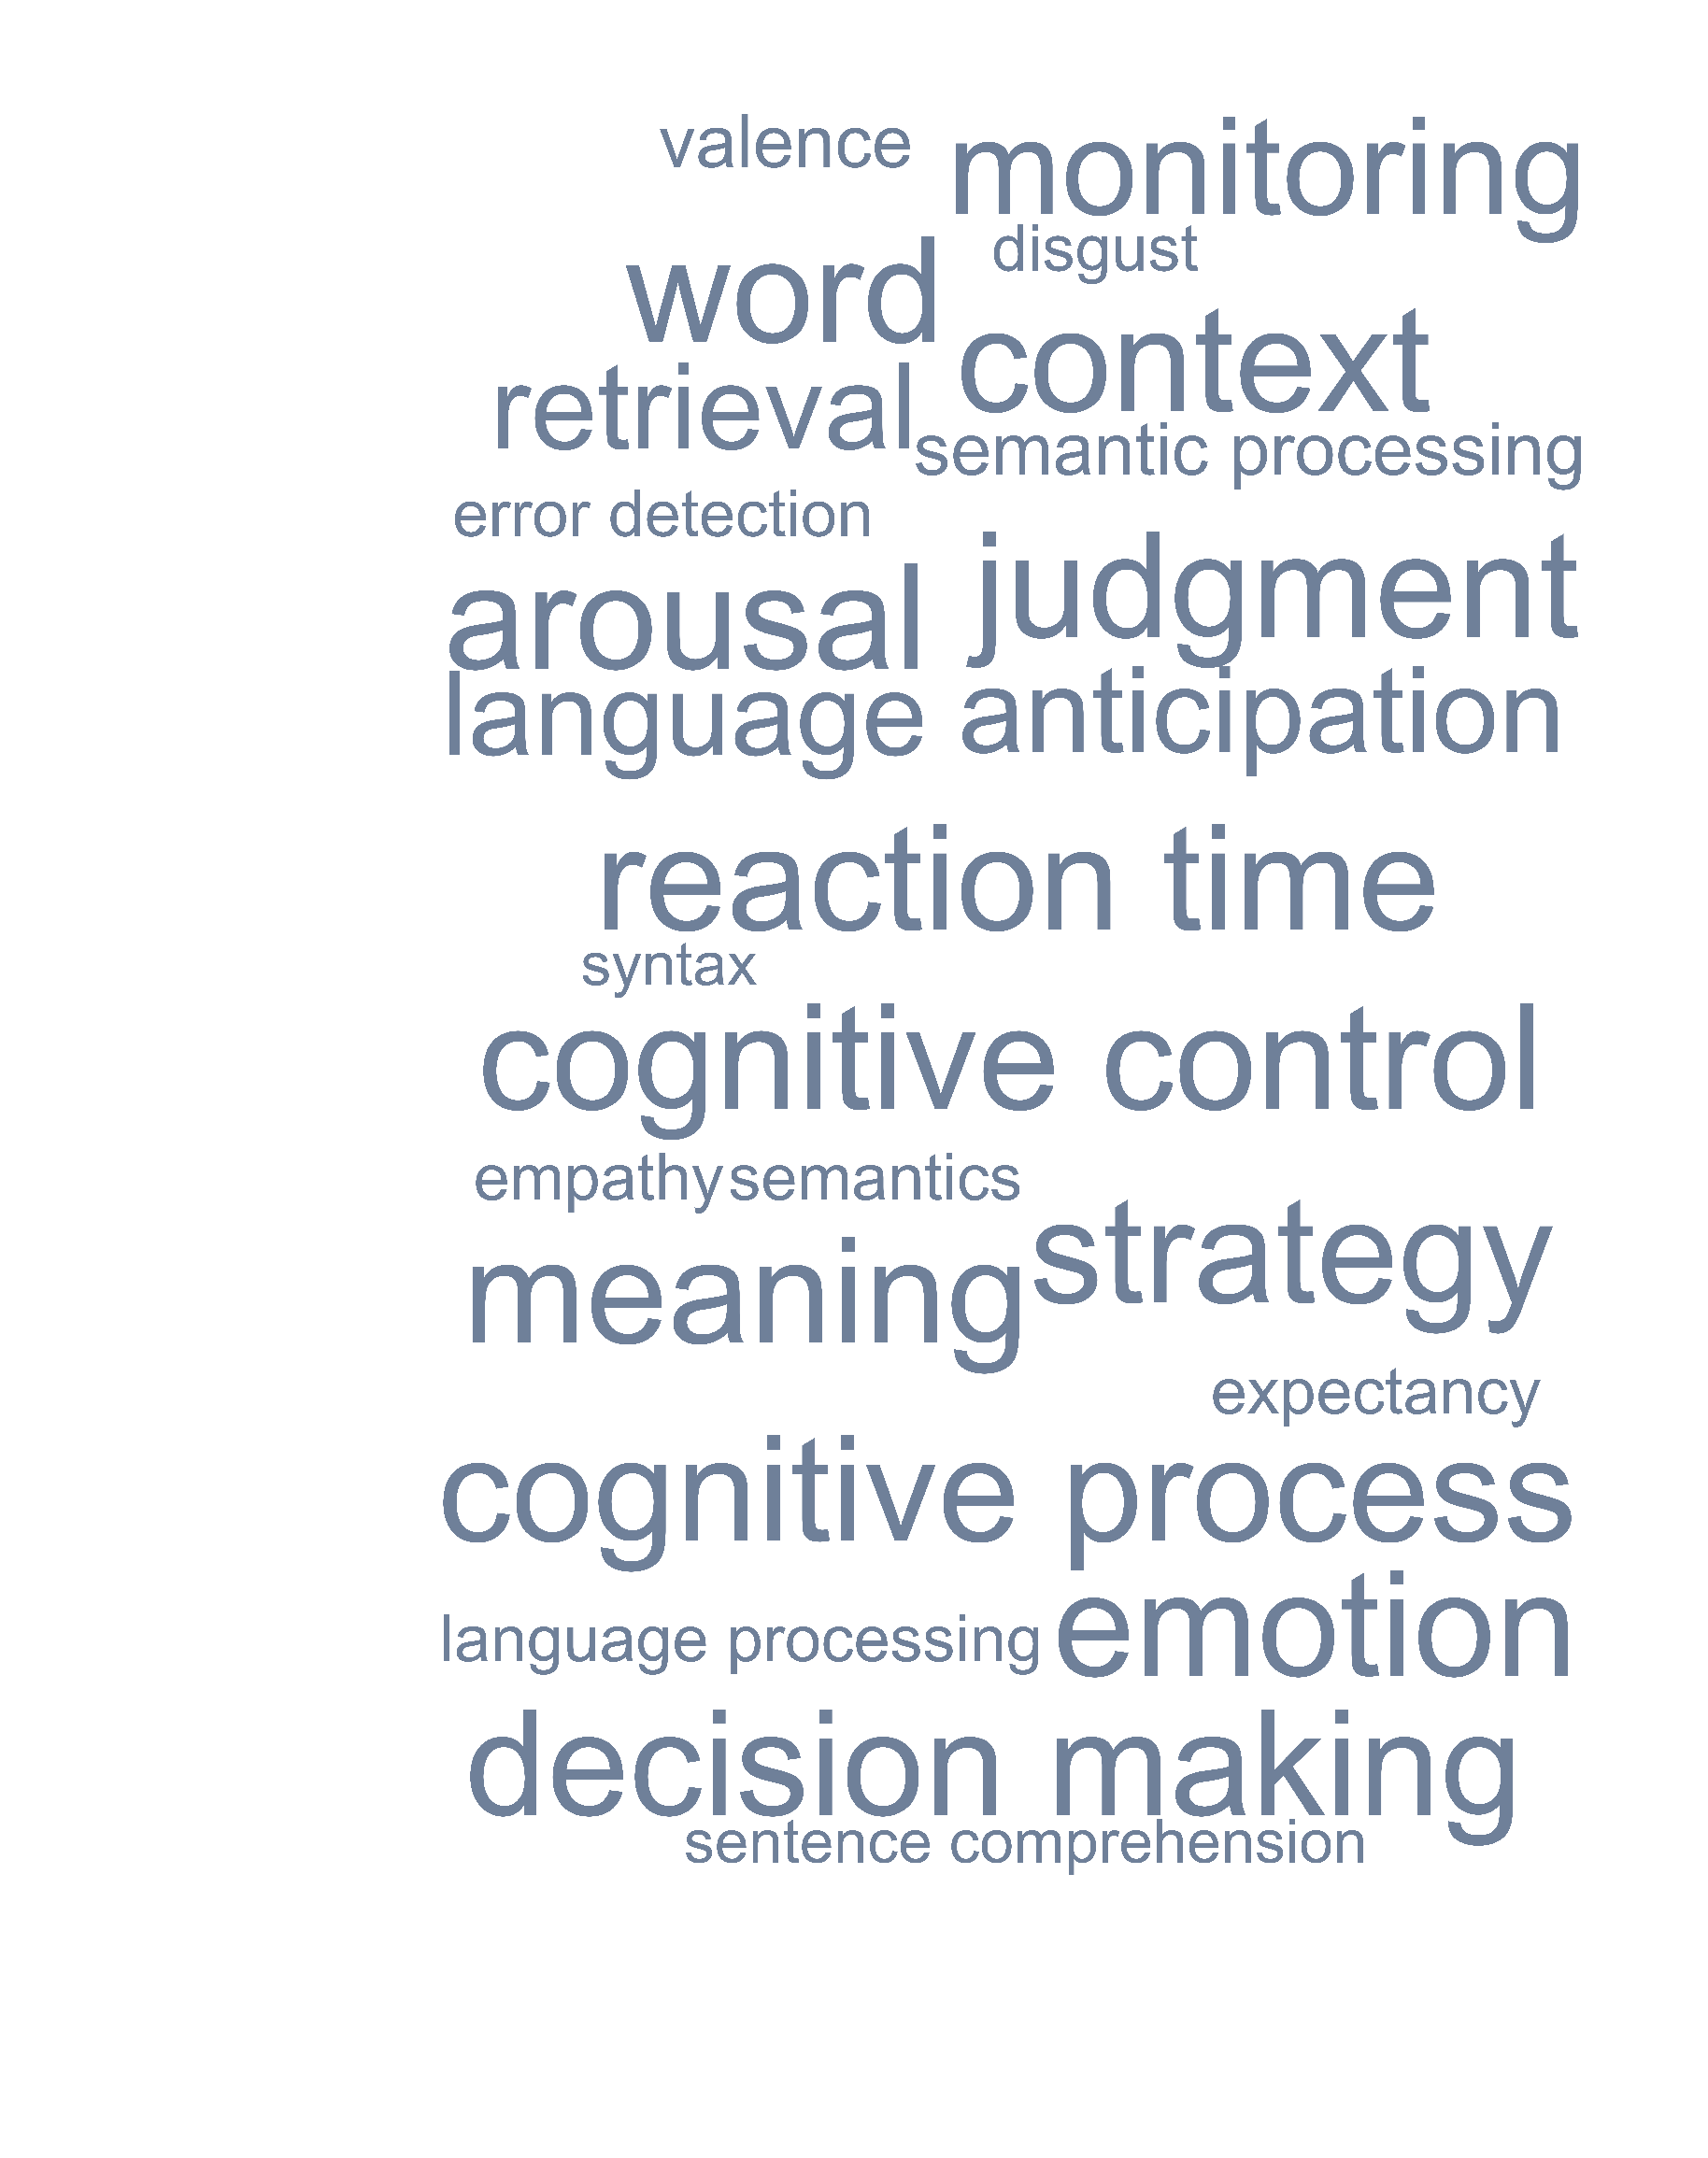 valence monitoring
disgust
word
context
retrieval
semantic processing
error detection
judgment
arousal
language anticipation
reaction time
syntax
cognitive control
empathy semantics
strategy
meaning
expectancy
cognitive process
emotion
language processing
decision making
sentence comprehension